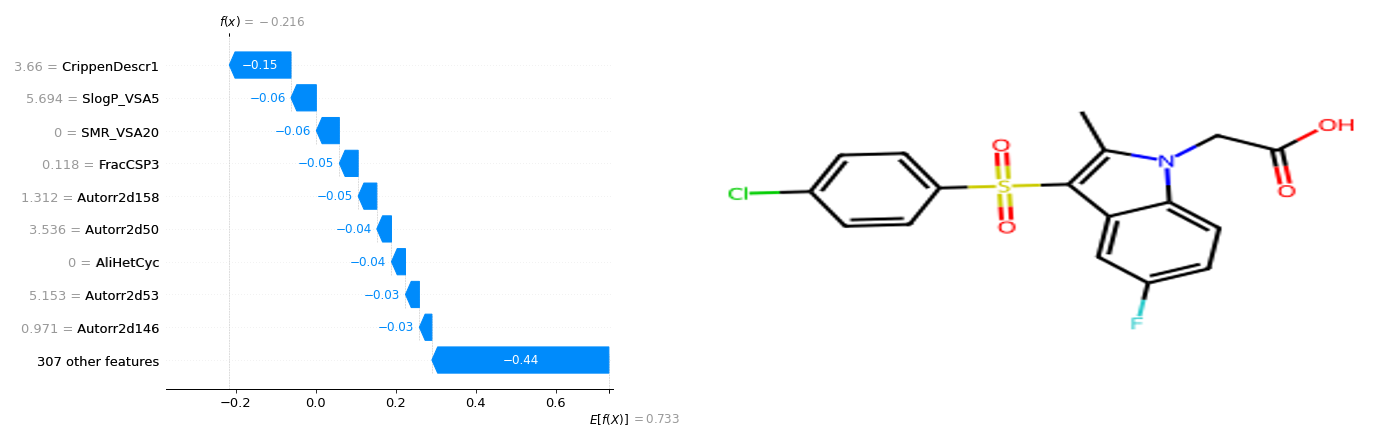 f(x) = −0.216
3.66 = CrippenDescr1
−0.15
5.694 = SlogP_VSA5
−0.06
0 = SMR_VSA20
−0.06
0.118 = FracCSP3
−0.05
1.312 = Autorr2d158
−0.05
3.536 = Autorr2d50
−0.04
0 = AliHetCyc
−0.04
5.153 = Autorr2d53
−0.03
0.971 = Autorr2d146
−0.03
307 other features
−0.44
−0.2 0.0 0.2 0.4 0.6
E[f(X)] = 0.733
Cl
O
S
O
N
OH
O
F